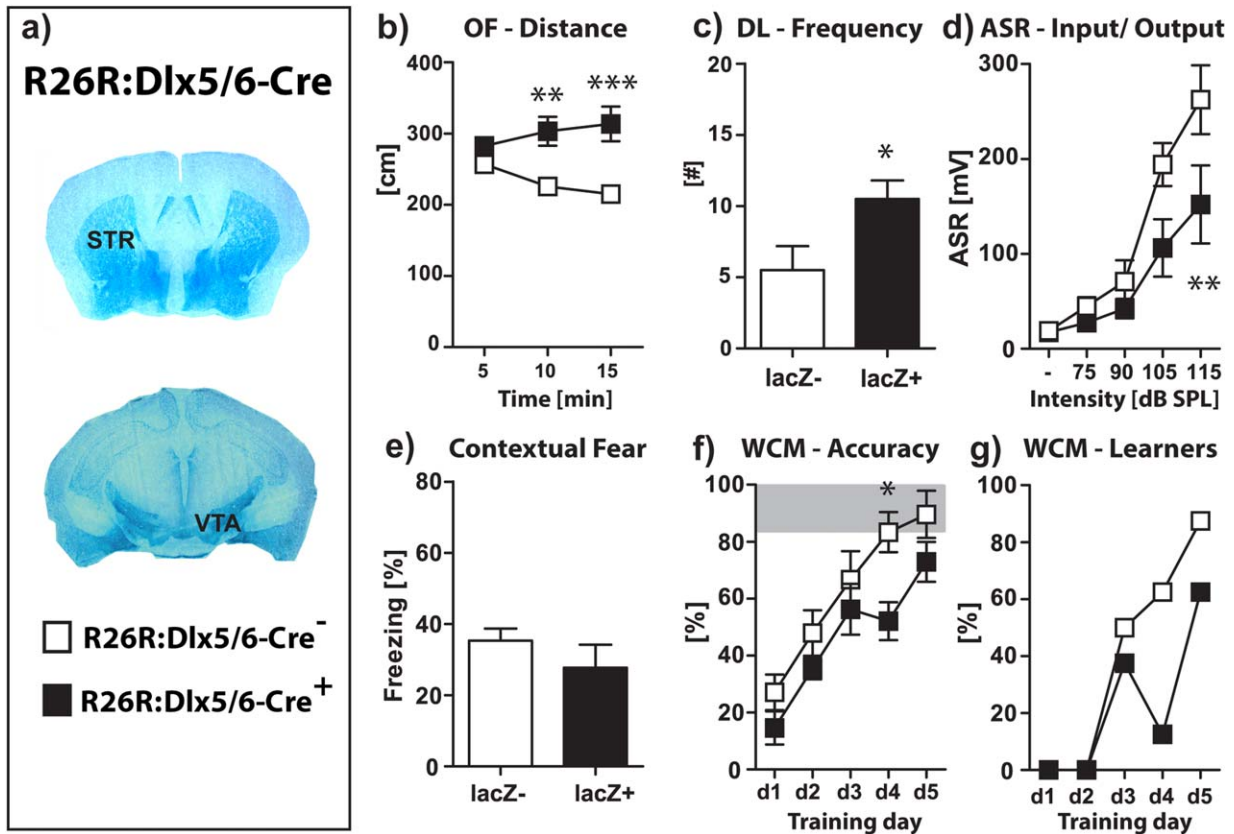 a)
R26R:Dlx5/6-Cre
STR
VTA
R26R:Dlx5/6-Cre⁻
R26R:Dlx5/6-Cre⁺
b) OF - Distance
**
***
400
300
200
100
0
[cm]
5 10 15
Time [min]
c) DL - Frequency
*
20
15
10
5
0
[#]
lacZ- lacZ+
d) ASR - Input/ Output
300
200
100
0
ASR [mV]
**
- 75 90 105 115
Intensity [dB SPL]
e) Contextual Fear
80
60
40
20
0
Freezing [%]
lacZ- lacZ+
f) WCM - Accuracy
*
100
80
60
40
20
0
[%]
d1 d2 d3 d4 d5
Training day
g) WCM - Learners
100
80
60
40
20
0
[%]
d1 d2 d3 d4 d5
Training day